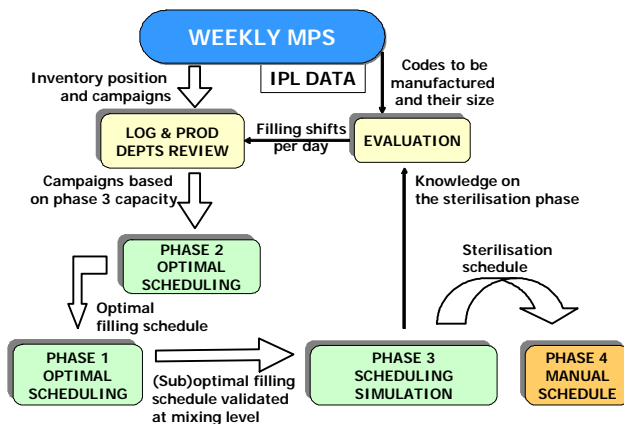 WEEKLY MPS
IPL DATA
Inventory position
and campaigns
Codes to be
manufactured
and their size
LOG & PROD
DEPTS REVIEW
Filling shifts
per day
EVALUATION
Campaigns based
on phase 3 capacity
Knowledge on
the sterilisation phase
PHASE 2
OPTIMAL
SCHEDULING
Sterilisation
schedule
Optimal
filling schedule
PHASE 1
OPTIMAL
SCHEDULING
(Sub)optimal filling
schedule validated
at mixing level
PHASE 3
SCHEDULING
SIMULATION
PHASE 4
MANUAL
SCHEDULE